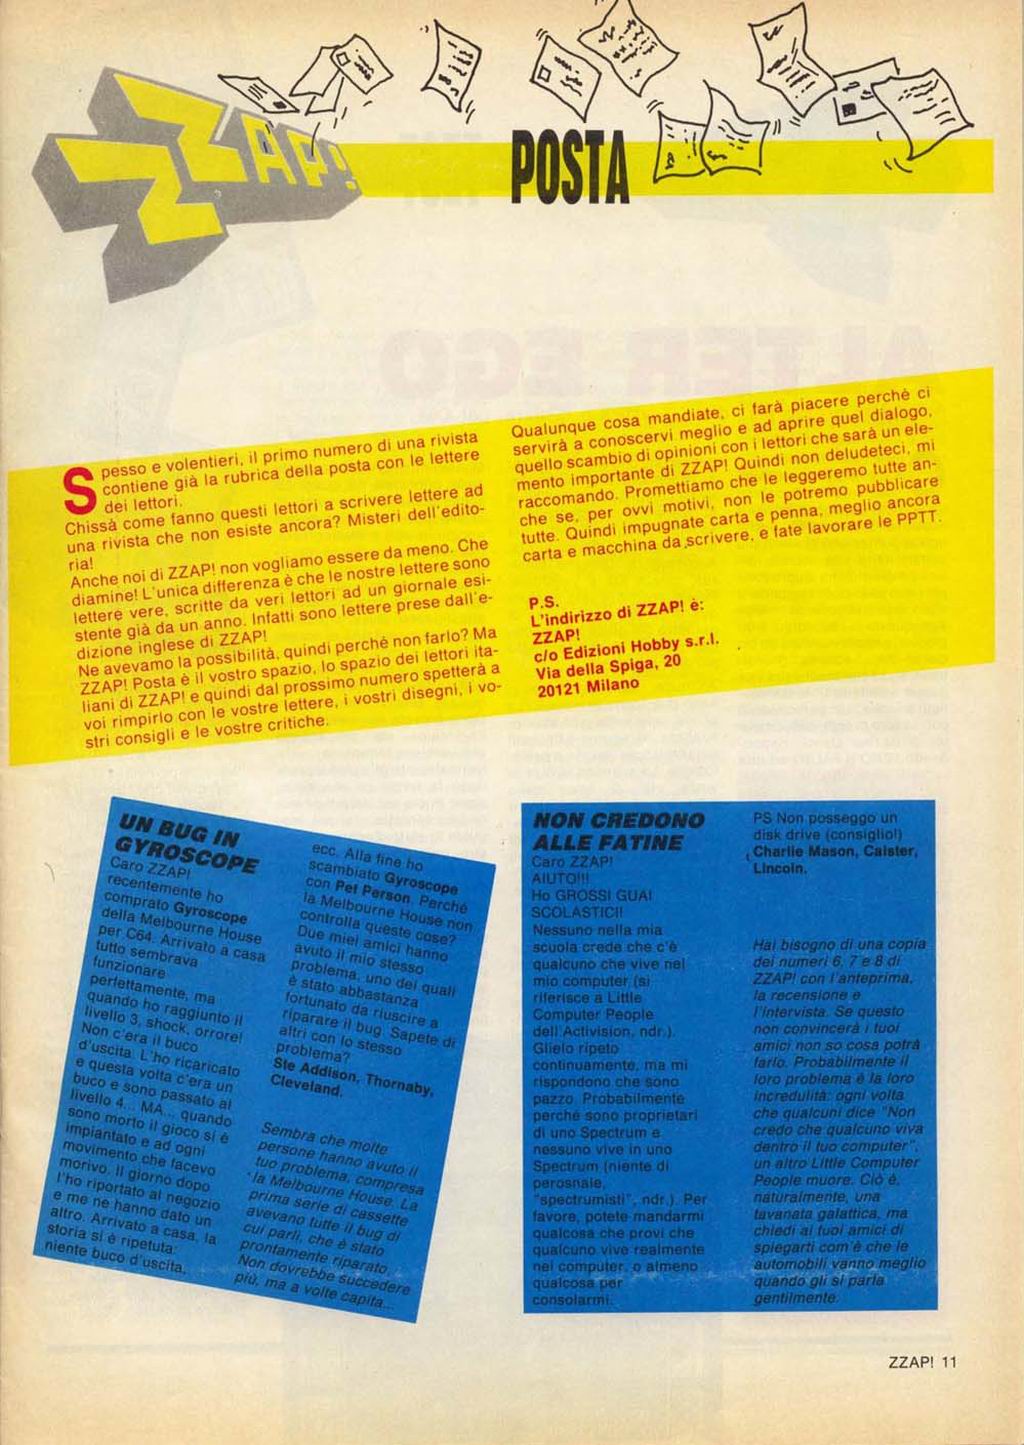 ZZAP!
POSTA
Spesso e volentieri, il primo numero di una rivista
contiene già la rubrica della posta con le lettere
dei lettori.
Chissà come fanno questi lettori a scrivere lettere ad
una rivista che non esiste ancora? Misteri dell'edito-
ria!
Anche noi di ZZAP! non vogliamo essere da meno. Che
diamine! L'unica differenza è che le nostre lettere sono
lettere vere, scritte da veri lettori ad un giornale esi-
stente già da un anno. Infatti sono lettere prese dall'e-
dizione inglese di ZZAP!
Ne avevamo la possibilità, quindi perchè non farlo? Ma
ZZAP! Posta è il vostro spazio, lo spazio dei lettori ita-
liani di ZZAP! e quindi dal prossimo numero spetterà a
voi rimpirlo con le vostre lettere, i vostri disegni, i vo-
stri consigli e le vostre critiche.
Qualunque cosa mandiate, ci farà piacere perchè ci
servirà a conoscervi meglio e ad aprire quel dialogo,
quello scambio di opinioni con i lettori che sarà un ele-
mento importante di ZZAP! Quindi non deludeteci, mi
raccomando. Promettiamo che le leggeremo tutte an-
che se, per ovvi motivi, non le potremo pubblicare
tutte. Quindi impugnate carta e penna, meglio ancora
carta e macchina da scrivere, e fate lavorare le PPTT.
P.S.
L'indirizzo di ZZAP! è:
ZZAP!
c/o Edizioni Hobby s.r.l.
Via della Spiga, 20
20121 Milano
UN BUG IN
GYROSCOPE
Caro ZZAP!
recentemente ho
comprato Gyroscope
della Melbourne House
per C64. Arrivato a casa
tutto sembrava
funzionare
perfettamente, ma
quando ho raggiunto il
livello 3, shock, orrore!
Non c'era il buco
d'uscita. L'ho ricaricato
e questa volta c'era un
buco e sono passato al
livello 4... MA... quando
sono morto il gioco si è
impiantato e ad ogni
movimento che facevo
morivo. Il giorno dopo
l'ho riportato al negozio
e me ne hanno dato un
altro. Arrivato a casa, la
storia si è ripetuta:
niente buco d'uscita,
ecc. Alla fine ho
scambiato Gyroscope
con Pet Person. Perché
la Melbourne House non
controlla queste cose?
Due miei amici hanno
avuto il mio stesso
problema, uno dei quali
è stato abbastanza
fortunato da riuscire a
riparare il bug. Sapete di
altri con lo stesso
problema?
Ste Addison, Thornaby,
Cleveland.
Sembra che molte
persone hanno avuto il
tuo problema, compresa
la Melbourne House. La
prima serie di cassette
avevano tutte il bug di
cui parli, che è stato
prontamente riparato.
Non dovrebbe succedere
più, ma a volte capita...
NON CREDONO
ALLE FATINE
Caro ZZAP!
AIUTO!!!
Ho GROSSI GUAI
SCOLASTICI!
Nessuno nella mia
scuola crede che c'è
qualcuno che vive nel
mio computer (si
riferisce a Little
Computer People
dell'Activision, ndr.).
Glielo ripeto
continuamente, ma mi
rispondono che sono
pazzo. Probabilmente
perché sono proprietari
di uno Spectrum e
nessuno vive in uno
Spectrum (niente di
perosnale,
"spectrumisti", ndr.). Per
favore, potete mandarmi
qualcosa che provi che
qualcuno vive realmente
nel computer, o almeno
qualcosa per
consolarmi.
PS Non posseggo un
disk drive (consiglio!)
Charlie Mason, Caister,
Lincoln.
Hai bisogno di una copia
dei numeri 6, 7 e 8 di
ZZAP! con l'anteprima,
la recensione e
l'intervista. Se questo
non convincerà i tuoi
amici non so cosa potrà
farlo. Probabilmente il
loro problema è la loro
incredulità: ogni volta
che qualcuni dice "Non
credo che qualcuno viva
dentro il tuo computer",
un altro Little Computer
People muore. Ciò è,
naturalmente, una
tavanata galattica, ma
chiedi ai tuoi amici di
spiegarti com'è che le
automobili vanno meglio
quando gli si parla
gentilmente.
ZZAP! 11